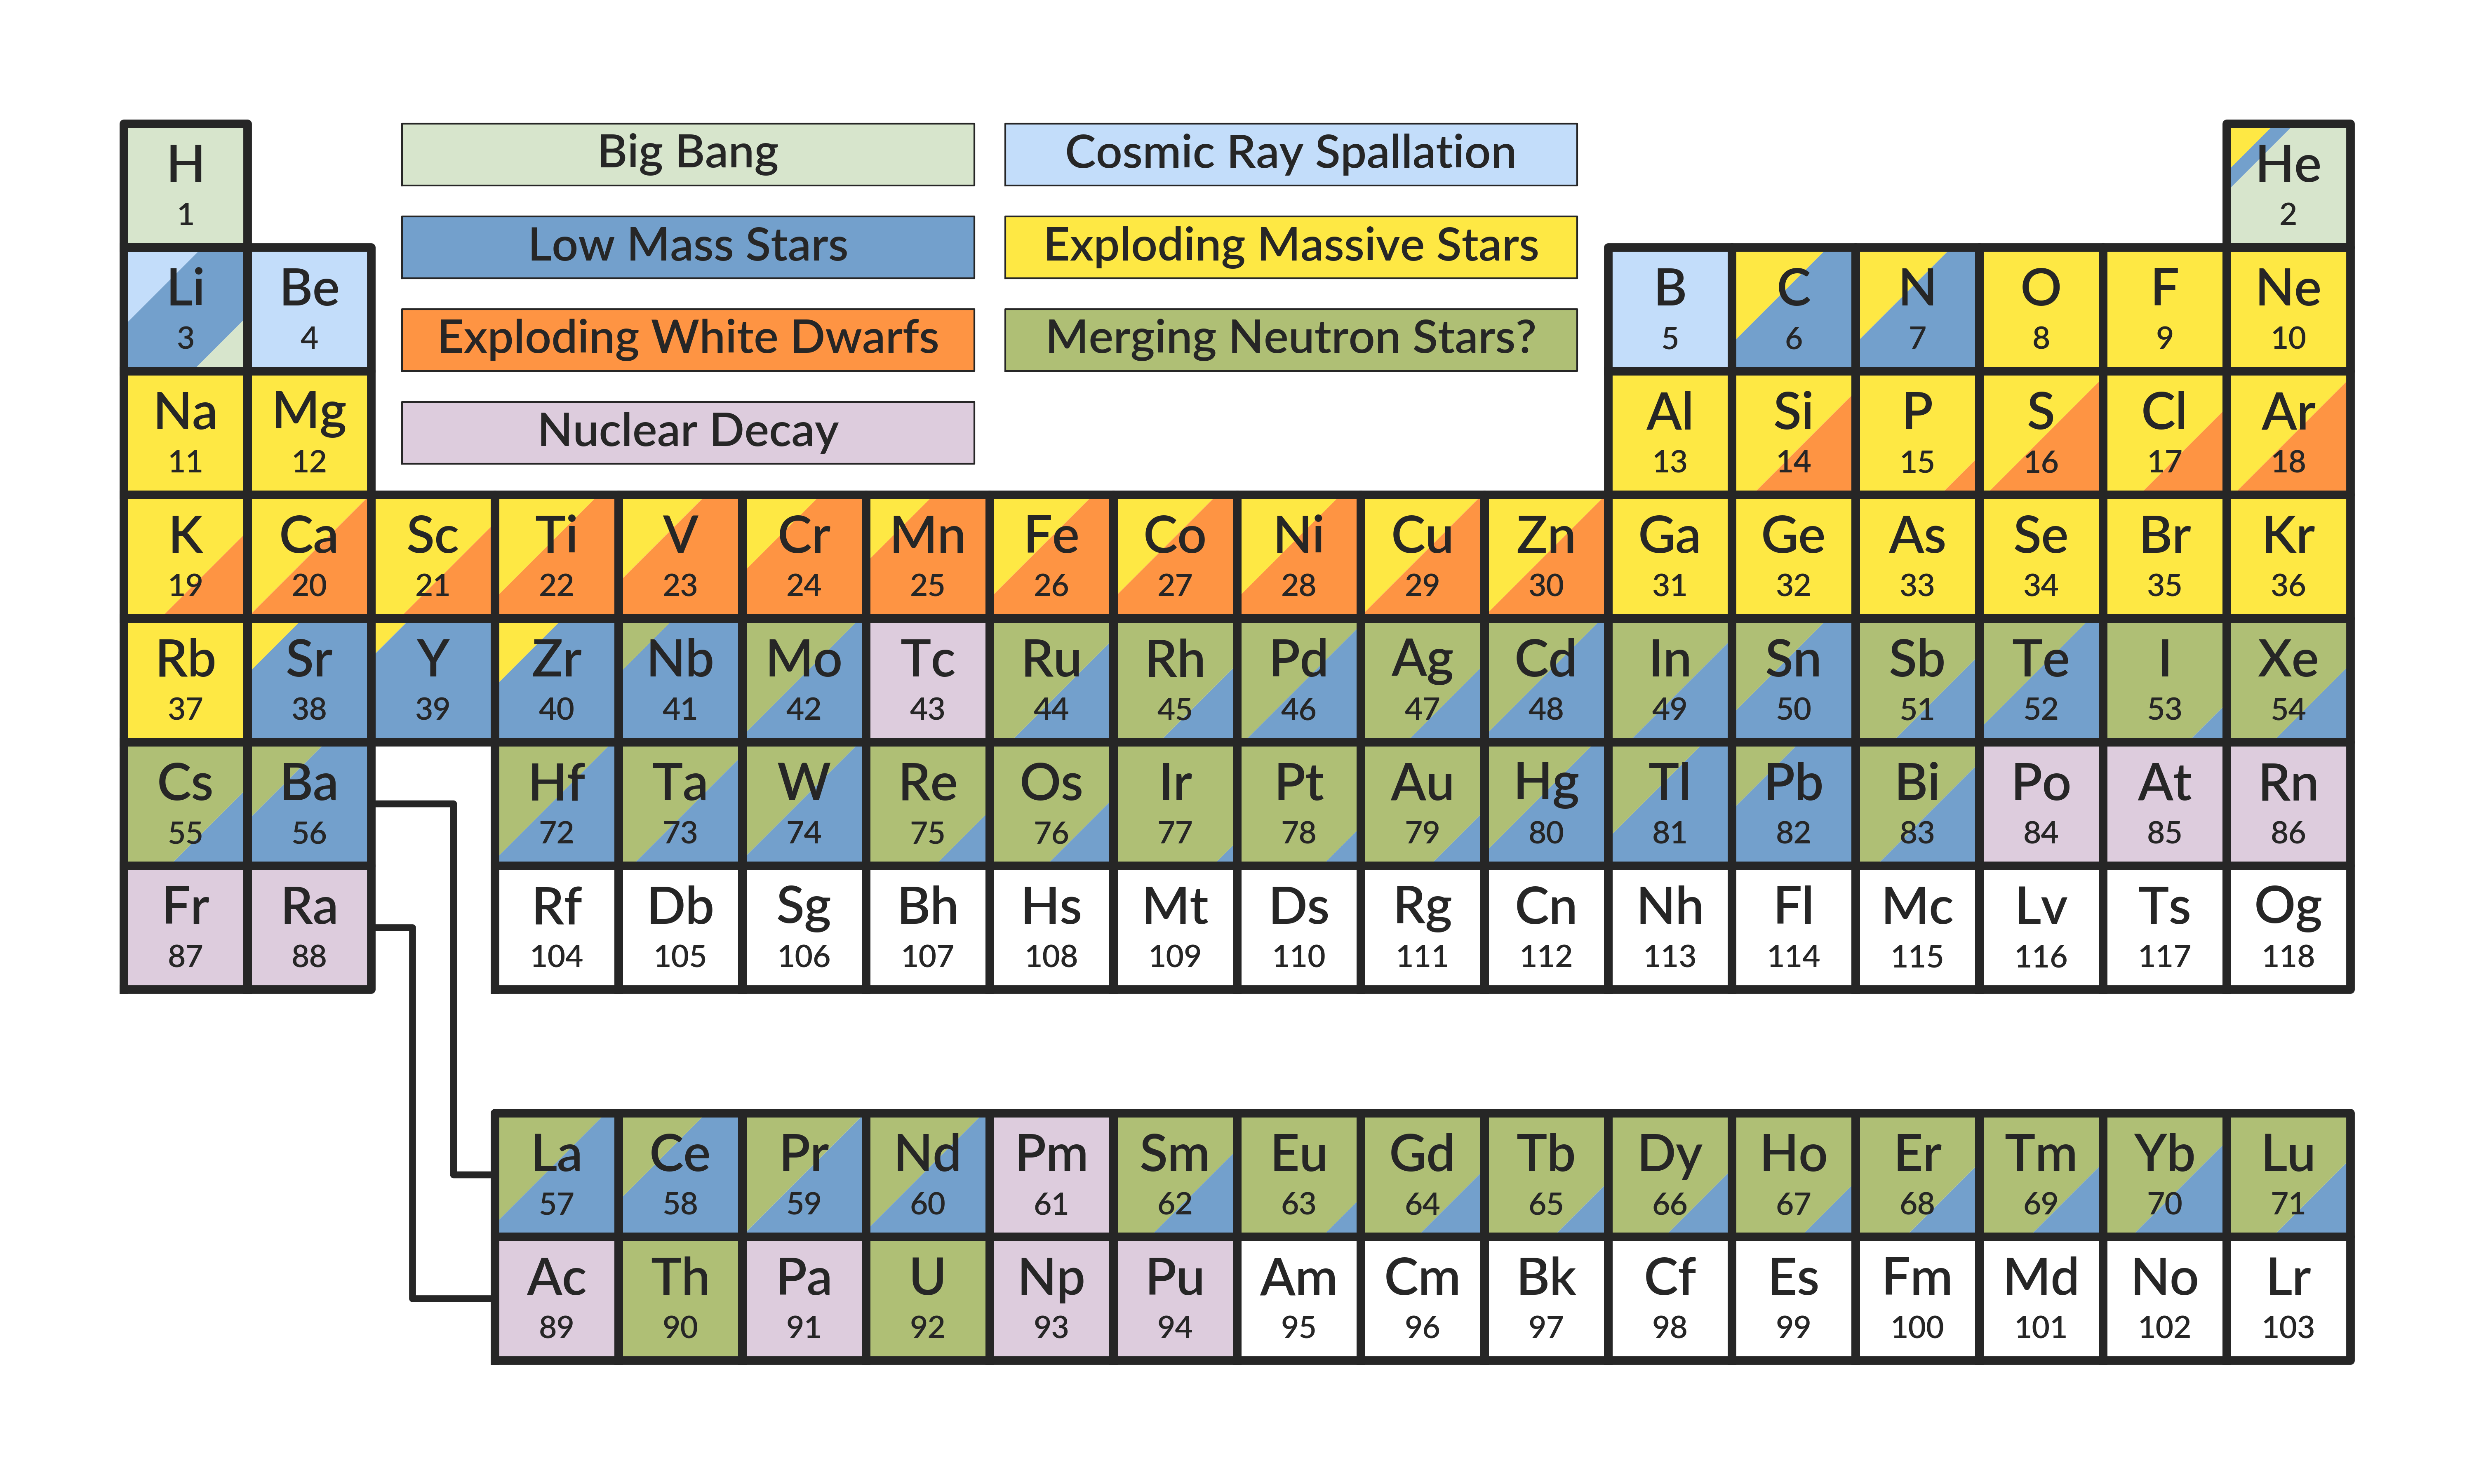 H
1
Big Bang
Cosmic Ray Spallation
He
2
Low Mass Stars
Exploding Massive Stars
Exploding White Dwarfs
Merging Neutron Stars?
Nuclear Decay
Li Be B C N O F Ne
3 4 5 6 7 8 9 10
Na Mg Al Si P S Cl Ar
11 12 13 14 15 16 17 18
K Ca Sc Ti V Cr Mn Fe Co Ni Cu Zn Ga Ge As Se Br Kr
19 20 21 22 23 24 25 26 27 28 29 30 31 32 33 34 35 36
Rb Sr Y Zr Nb Mo Tc Ru Rh Pd Ag Cd In Sn Sb Te I Xe
37 38 39 40 41 42 43 44 45 46 47 48 49 50 51 52 53 54
Cs Ba Hf Ta W Re Os Ir Pt Au Hg Tl Pb Bi Po At Rn
55 56 72 73 74 75 76 77 78 79 80 81 82 83 84 85 86
Fr Ra Rf Db Sg Bh Hs Mt Ds Rg Cn Nh Fl Mc Lv Ts Og
87 88 104 105 106 107 108 109 110 111 112 113 114 115 116 117 118
La Ce Pr Nd Pm Sm Eu Gd Tb Dy Ho Er Tm Yb Lu
57 58 59 60 61 62 63 64 65 66 67 68 69 70 71
Ac Th Pa U Np Pu Am Cm Bk Cf Es Fm Md No Lr
89 90 91 92 93 94 95 96 97 98 99 100 101 102 103